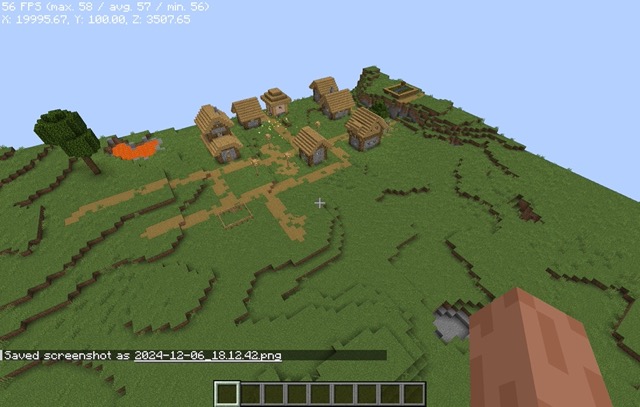 56 FPS (max. 58 / avg. 57 / min. 56)
X: 19995.67, Y: 100.00, Z: 3507.65
Saved screenshot as 2024-12-06_18.12.42.png